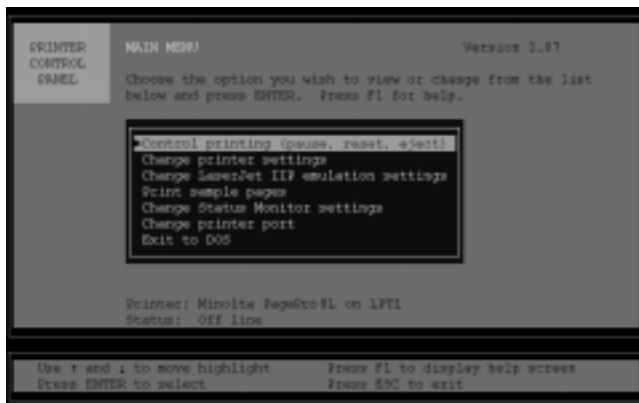 PRINTER
CONTROL
PANEL
MAIN MENU Version 1.07
Choose the option you wish to view or change from the list
below and press ENTER. Press F1 for help.
Control printing (pause, reset, eject)
Change printer settings
Change LaserJet IIP emulation settings
Print sample pages
Change Status Monitor settings
Change printer port
Exit to DOS
Printer: Minolta PagePro 8L on LPT1
Status: Off line
Use ↑ and ↓ to move highlight Press F1 to display help screen
Press ENTER to select Press ESC to exit